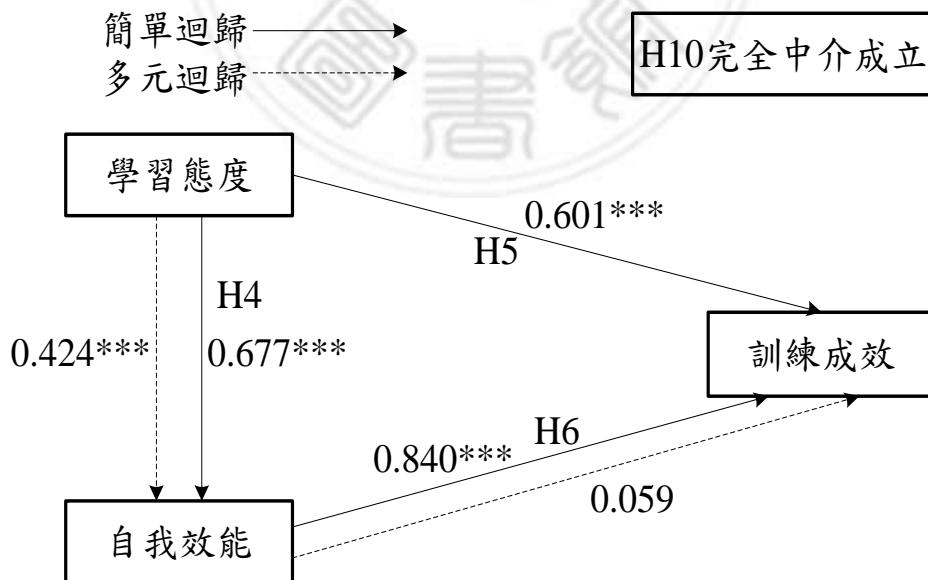 簡單迴歸
多元迴歸
H10完全中介成立
學習態度
0.601***
H5
H4
0.424***
0.677***
訓練成效
H6
0.840***
0.059
自我效能
書